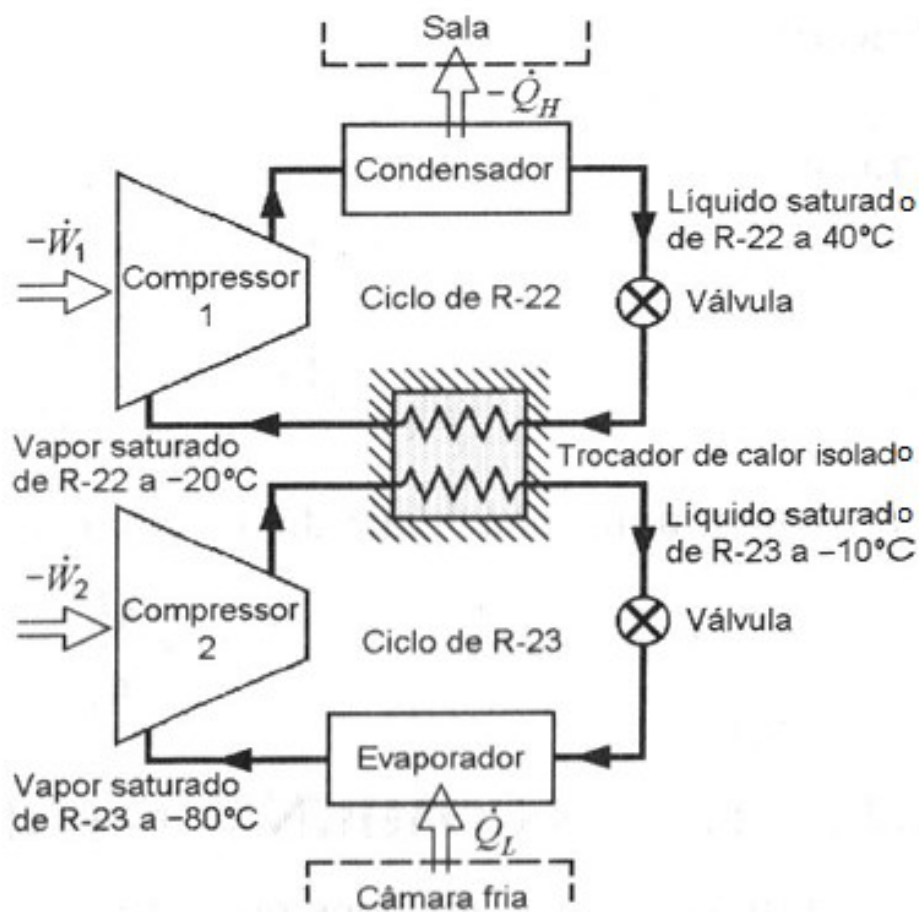 Sala
−Q̇_H
Condensador
Líquido saturado
de R-22 a 40°C
−Ẇ₁
Compressor
1
Ciclo de R-22
Válvula
Vapor saturado
de R-22 a −20°C
Trocador de calor isolado
Líquido saturado
de R-23 a −10°C
−Ẇ₂
Compressor
2
Ciclo de R-23
Válvula
Evaporador
Vapor saturado
de R-23 a −80°C
Q̇_L
Câmara fria